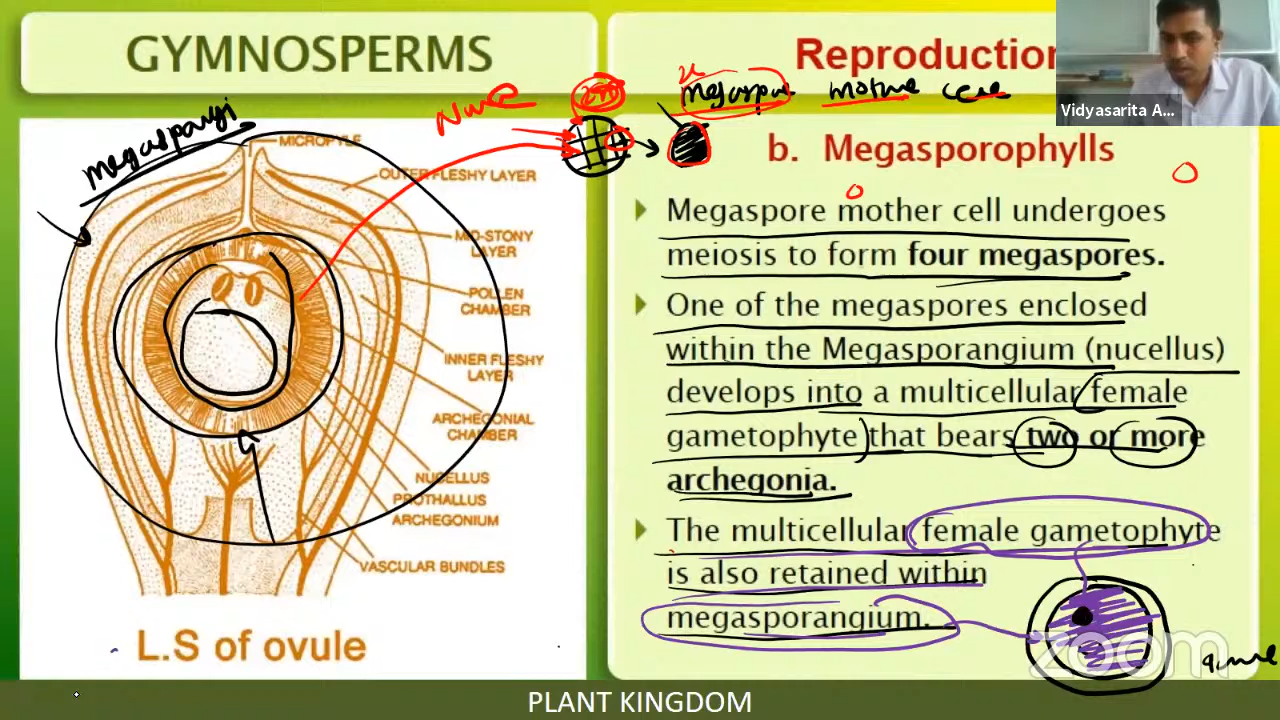 GYMNOSPERMS
Reproduction
Vidyasarita A...
megaspore mother cell
megasporangi
MICROPYLE
OUTER FLESHY LAYER
MID-STONY
LAYER
POLLEN
CHAMBER
INNER FLESHY
LAYER
ARCHEGONIAL
CHAMBER
NUCELLUS
PROTHALLUS
ARCHEGONIUM
VASCULAR BUNDLES
L.S of ovule
b. Megasporophylls
Megaspore mother cell undergoes
meiosis to form four megaspores.
One of the megaspores enclosed
within the Megasporangium (nucellus)
develops into a multicellular female
gametophyte that bears two or more
archegonia.
The multicellular female gametophyte
is also retained within
megasporangium.
zoom
PLANT KINGDOM